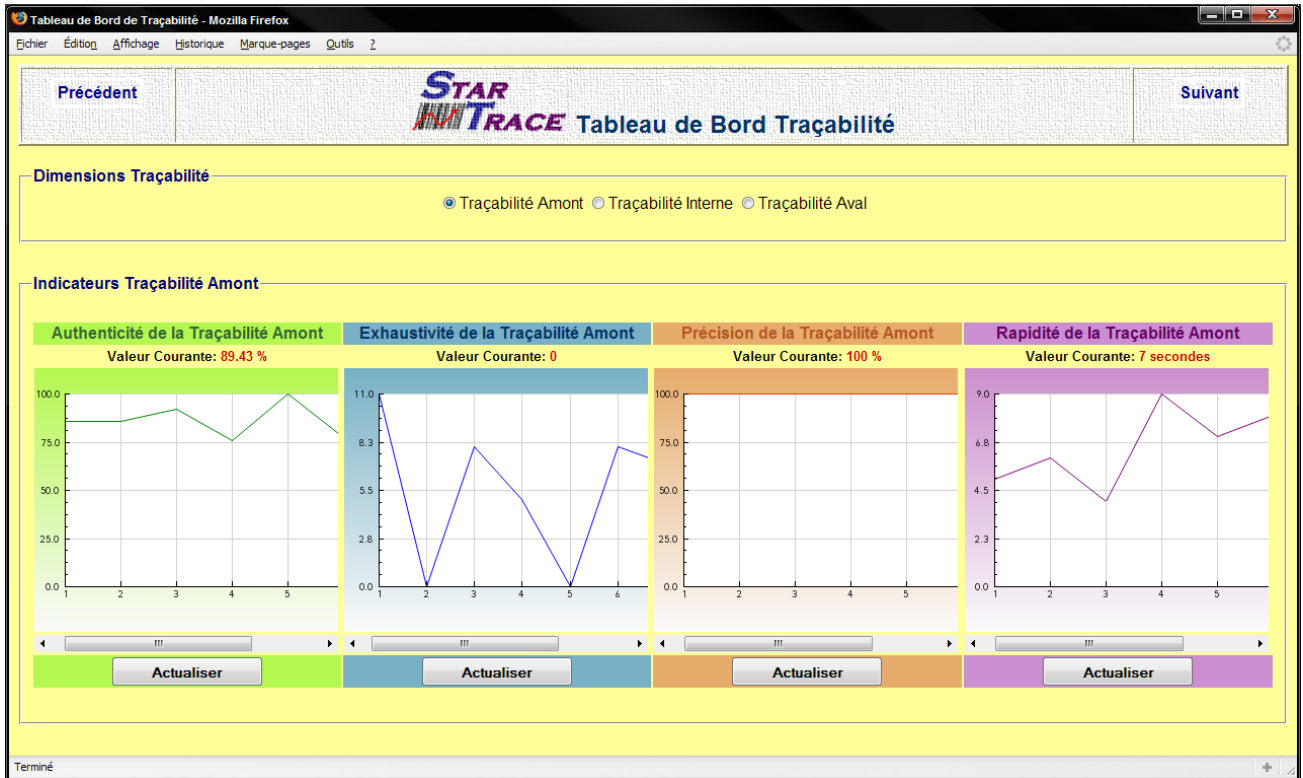 Tableau de Bord de Traçabilité - Mozilla Firefox
Fichier Édition Affichage Historique Marque-pages Outils ?
Précédent
STAR
TRACE Tableau de Bord Traçabilité
Suivant
Dimensions Traçabilité
Traçabilité Amont Traçabilité Interne Traçabilité Aval
Indicateurs Traçabilité Amont
Authenticité de la Traçabilité Amont
Valeur Courante: 89.43 %
100.0
75.0
50.0
25.0
0.0
1 2 3 4 5
Actualiser
Exhaustivité de la Traçabilité Amont
Valeur Courante: 0
11.0
8.3
5.5
2.8
0.0
1 2 3 4 5 6
Actualiser
Précision de la Traçabilité Amont
Valeur Courante: 100 %
100.0
75.0
50.0
25.0
0.0
1 2 3 4 5
Actualiser
Rapidité de la Traçabilité Amont
Valeur Courante: 7 secondes
9.0
6.8
4.5
2.3
0.0
1 2 3 4 5
Actualiser
Terminé